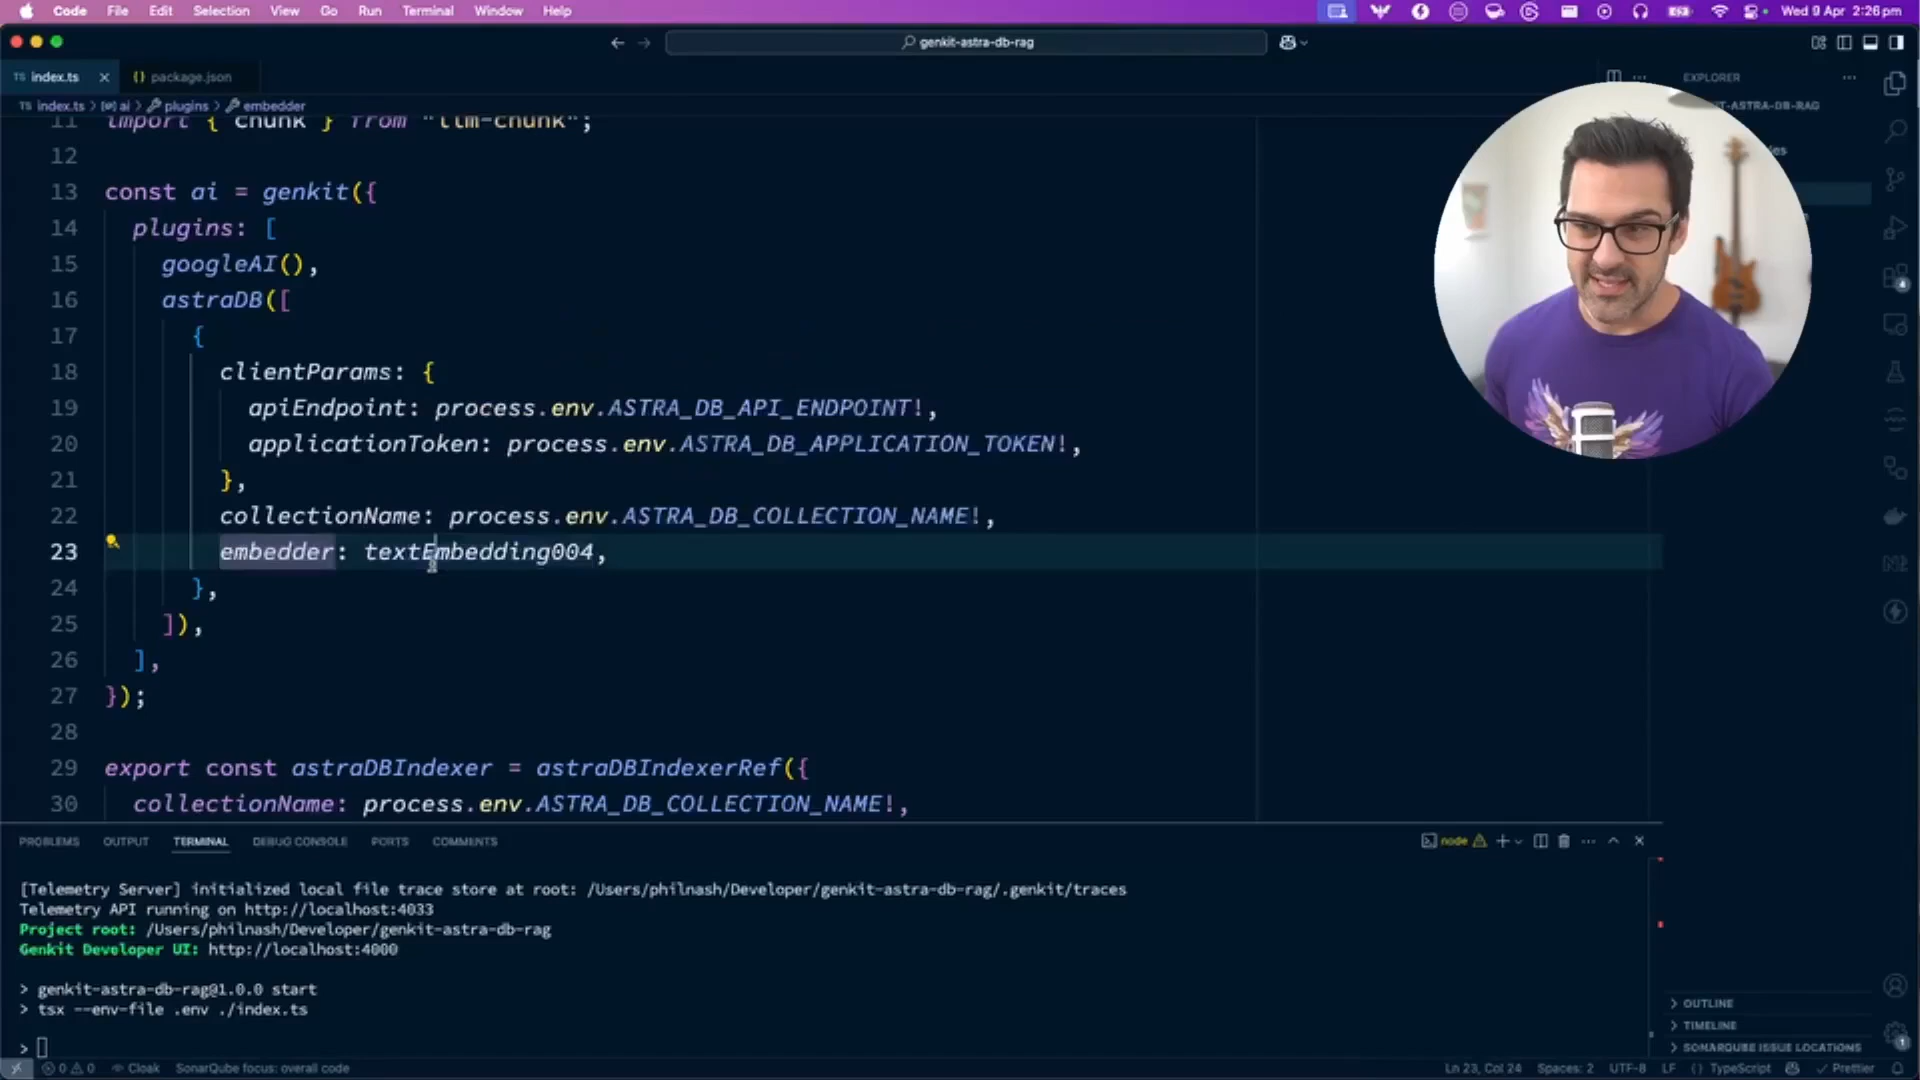 Code File Edit Selection View Go Run Terminal Window Help Wed 9 Apr 2:26 pm
genkit-astra-db-rag
TS index.ts × {} package.json
EXPLORER
TS index.ts > ai > plugins > embedder
T-ASTRA-DB-RAG
11 import { chunk } from "llm-chunk";
12
13 const ai = genkit({
14 plugins: [
15 googleAI(),
16 astraDB([
17 {
18 clientParams: {
19 apiEndpoint: process.env.ASTRA_DB_API_ENDPOINT!,
20 applicationToken: process.env.ASTRA_DB_APPLICATION_TOKEN!,
21 },
22 collectionName: process.env.ASTRA_DB_COLLECTION_NAME!,
23 embedder: textEmbedding004,
24 },
25 ]),
26 ],
27 });
28
29 export const astraDBIndexer = astraDBIndexerRef({
30 collectionName: process.env.ASTRA_DB_COLLECTION_NAME!,
PROBLEMS OUTPUT TERMINAL DEBUG CONSOLE PORTS COMMENTS node
[Telemetry Server] initialized local file trace store at root: /Users/philnash/Developer/genkit-astra-db-rag/.genkit/traces
Telemetry API running on http://localhost:4033
Project root: /Users/philnash/Developer/genkit-astra-db-rag
Genkit Developer UI: http://localhost:4000
> genkit-astra-db-rag@1.0.0 start
> tsx --env-file .env ./index.ts
>
> OUTLINE
> TIMELINE
> SONARQUBE ISSUE LOCATIONS
0 0 Cloak SonarQube focus: overall code Ln 23, Col 24 Spaces: 2 UTF-8 LF {} TypeScript Prettier